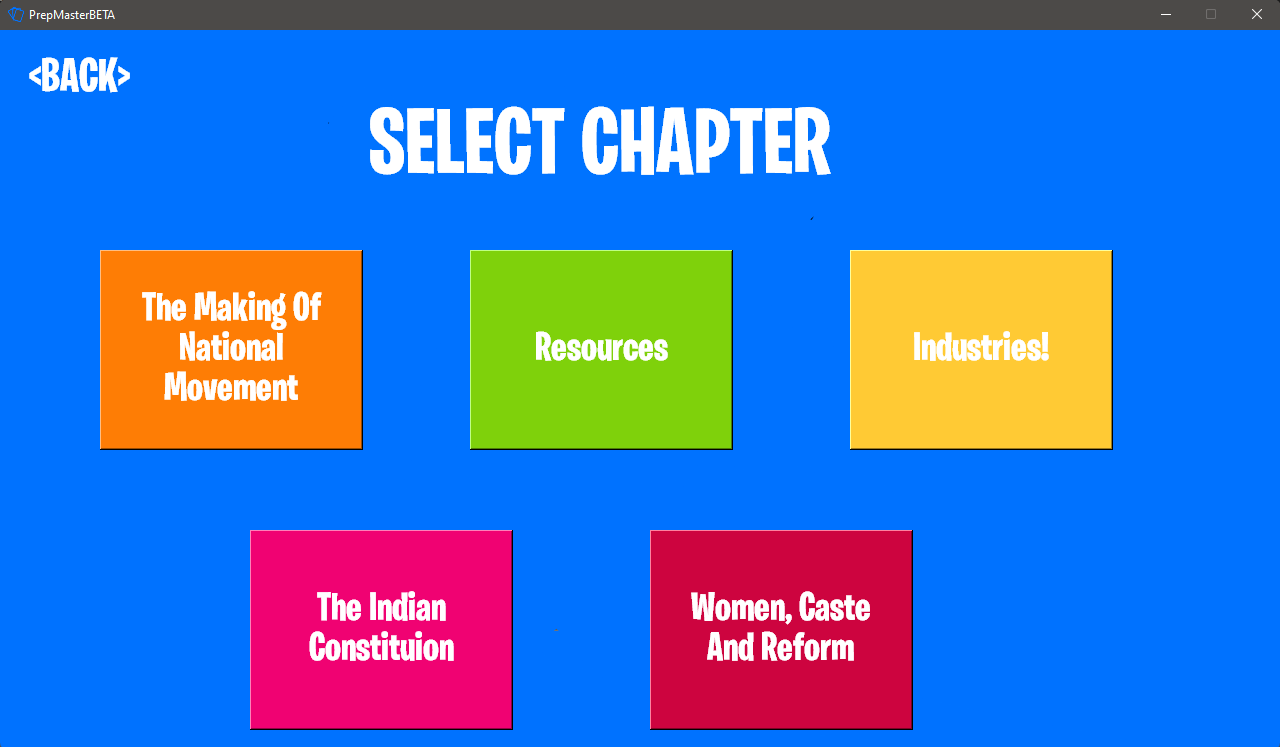 PrepMasterBETA
<BACK>
SELECT CHAPTER
The Making Of
National
Movement
Resources
Industries!
The Indian
Constituion
Women, Caste
And Reform